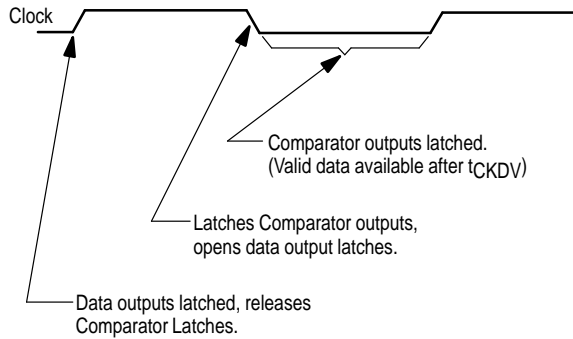 Clock
Comparator outputs latched.
(Valid data available after tCKDV)
Latches Comparator outputs,
opens data output latches.
Data outputs latched, releases
Comparator Latches.